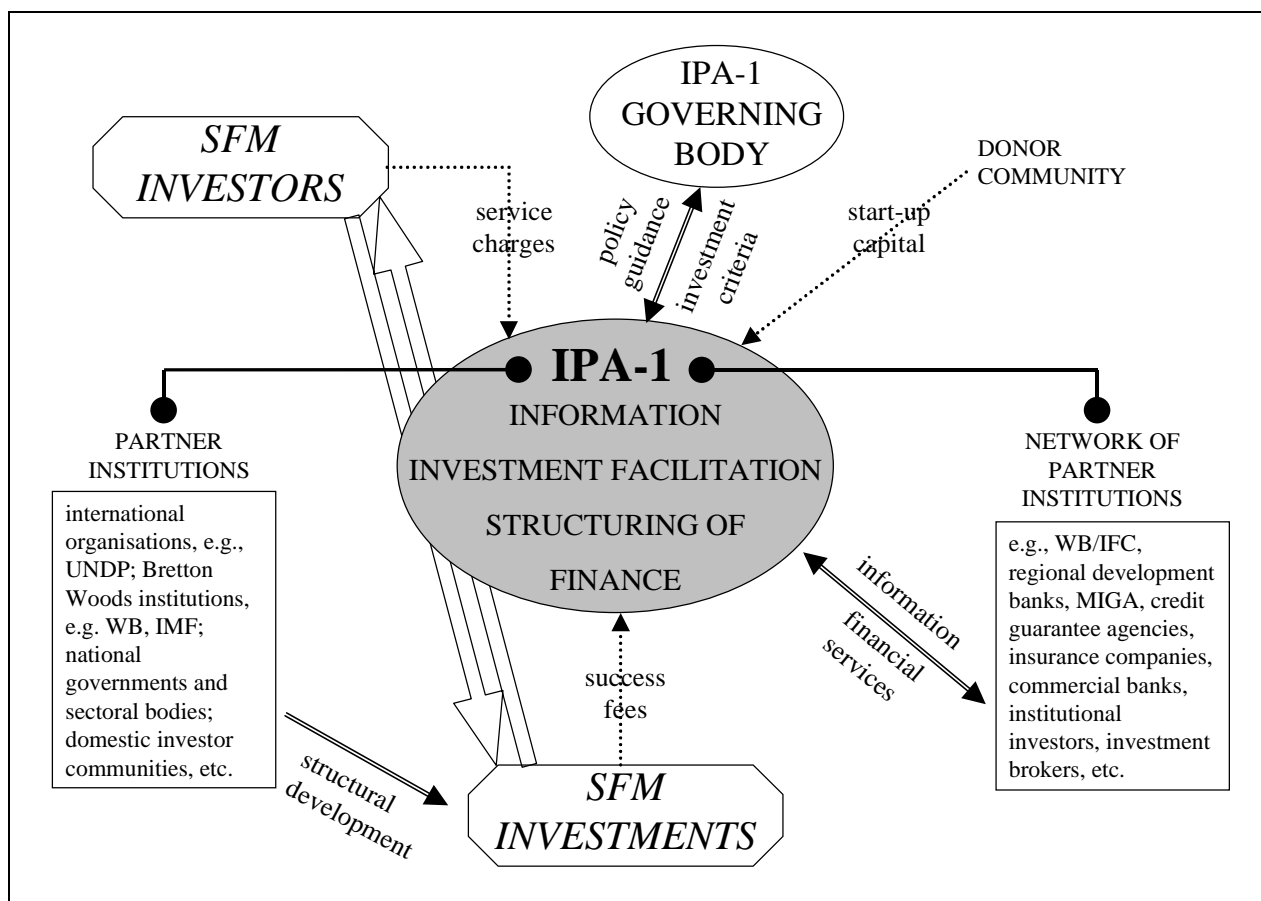 IPA-1
GOVERNING
BODY
SFM
INVESTORS
DONOR
COMMUNITY
service
charges
policy
guidance
investment
criteria
start-up
capital
IPA-1
INFORMATION
INVESTMENT FACILITATION
STRUCTURING OF
FINANCE
PARTNER
INSTITUTIONS
international
organisations, e.g.,
UNDP; Bretton
Woods institutions,
e.g. WB, IMF;
national
governments and
sectoral bodies;
domestic investor
communities, etc.
NETWORK OF
PARTNER
INSTITUTIONS
e.g., WB/IFC,
regional development
banks, MIGA, credit
guarantee agencies,
insurance companies,
commercial banks,
institutional
investors, investment
brokers, etc.
information
financial
services
success
fees
structural
development
SFM
INVESTMENTS